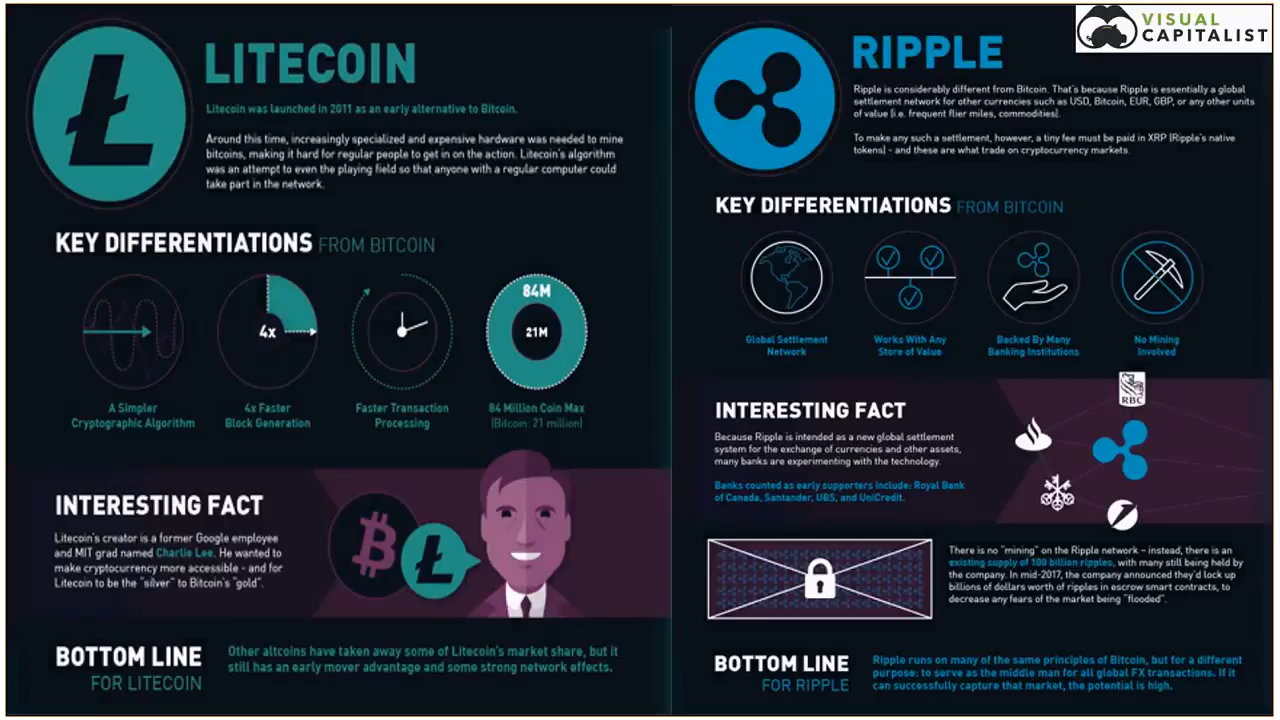 VISUAL
CAPITALIST
LITECOIN
Litecoin was launched in 2011 as an early alternative to Bitcoin.
Around this time, increasingly specialized and expensive hardware was needed to mine
bitcoins, making it hard for regular people to get in on the action. Litecoin's algorithm
was an attempt to even the playing field so that anyone with a regular computer could
take part in the network.
KEY DIFFERENTIATIONS FROM BITCOIN
4x
84M
21M
A Simpler
Cryptographic Algorithm
4x Faster
Block Generation
Faster Transaction
Processing
84 Million Coin Max
(Bitcoin: 21 million)
INTERESTING FACT
Litecoin's creator is a former Google employee
and MIT grad named Charlie Lee. He wanted to
make cryptocurrency more accessible - and for
Litecoin to be the "silver" to Bitcoin's "gold".
BOTTOM LINE
FOR LITECOIN
Other altcoins have taken away some of Litecoin's market share, but it
still has an early mover advantage and some strong network effects.
RIPPLE
Ripple is considerably different from Bitcoin. That's because Ripple is essentially a global
settlement network for other currencies such as USD, Bitcoin, EUR, GBP, or any other units
of value (i.e. frequent flier miles, commodities).
To make any such a settlement, however, a tiny fee must be paid in XRP (Ripple's native
tokens) - and these are what trade on cryptocurrency markets.
KEY DIFFERENTIATIONS FROM BITCOIN
Global Settlement
Network
Works With Any
Store of Value
Backed By Many
Banking Institutions
No Mining
Involved
INTERESTING FACT
Because Ripple is intended as a new global settlement
system for the exchange of currencies and other assets,
many banks are experimenting with the technology.
Banks counted as early supporters include: Royal Bank
of Canada, Santander, UBS, and UniCredit.
RBC
There is no "mining" on the Ripple network – instead, there is an
existing supply of 100 billion ripples, with many still being held by
the company. In mid-2017, the company announced they'd lock up
billions of dollars worth of ripples in escrow smart contracts, to
decrease any fears of the market being "flooded".
BOTTOM LINE
FOR RIPPLE
Ripple runs on many of the same principles of Bitcoin, but for a different
purpose: to serve as the middle man for all global FX transactions. If it
can successfully capture that market, the potential is high.